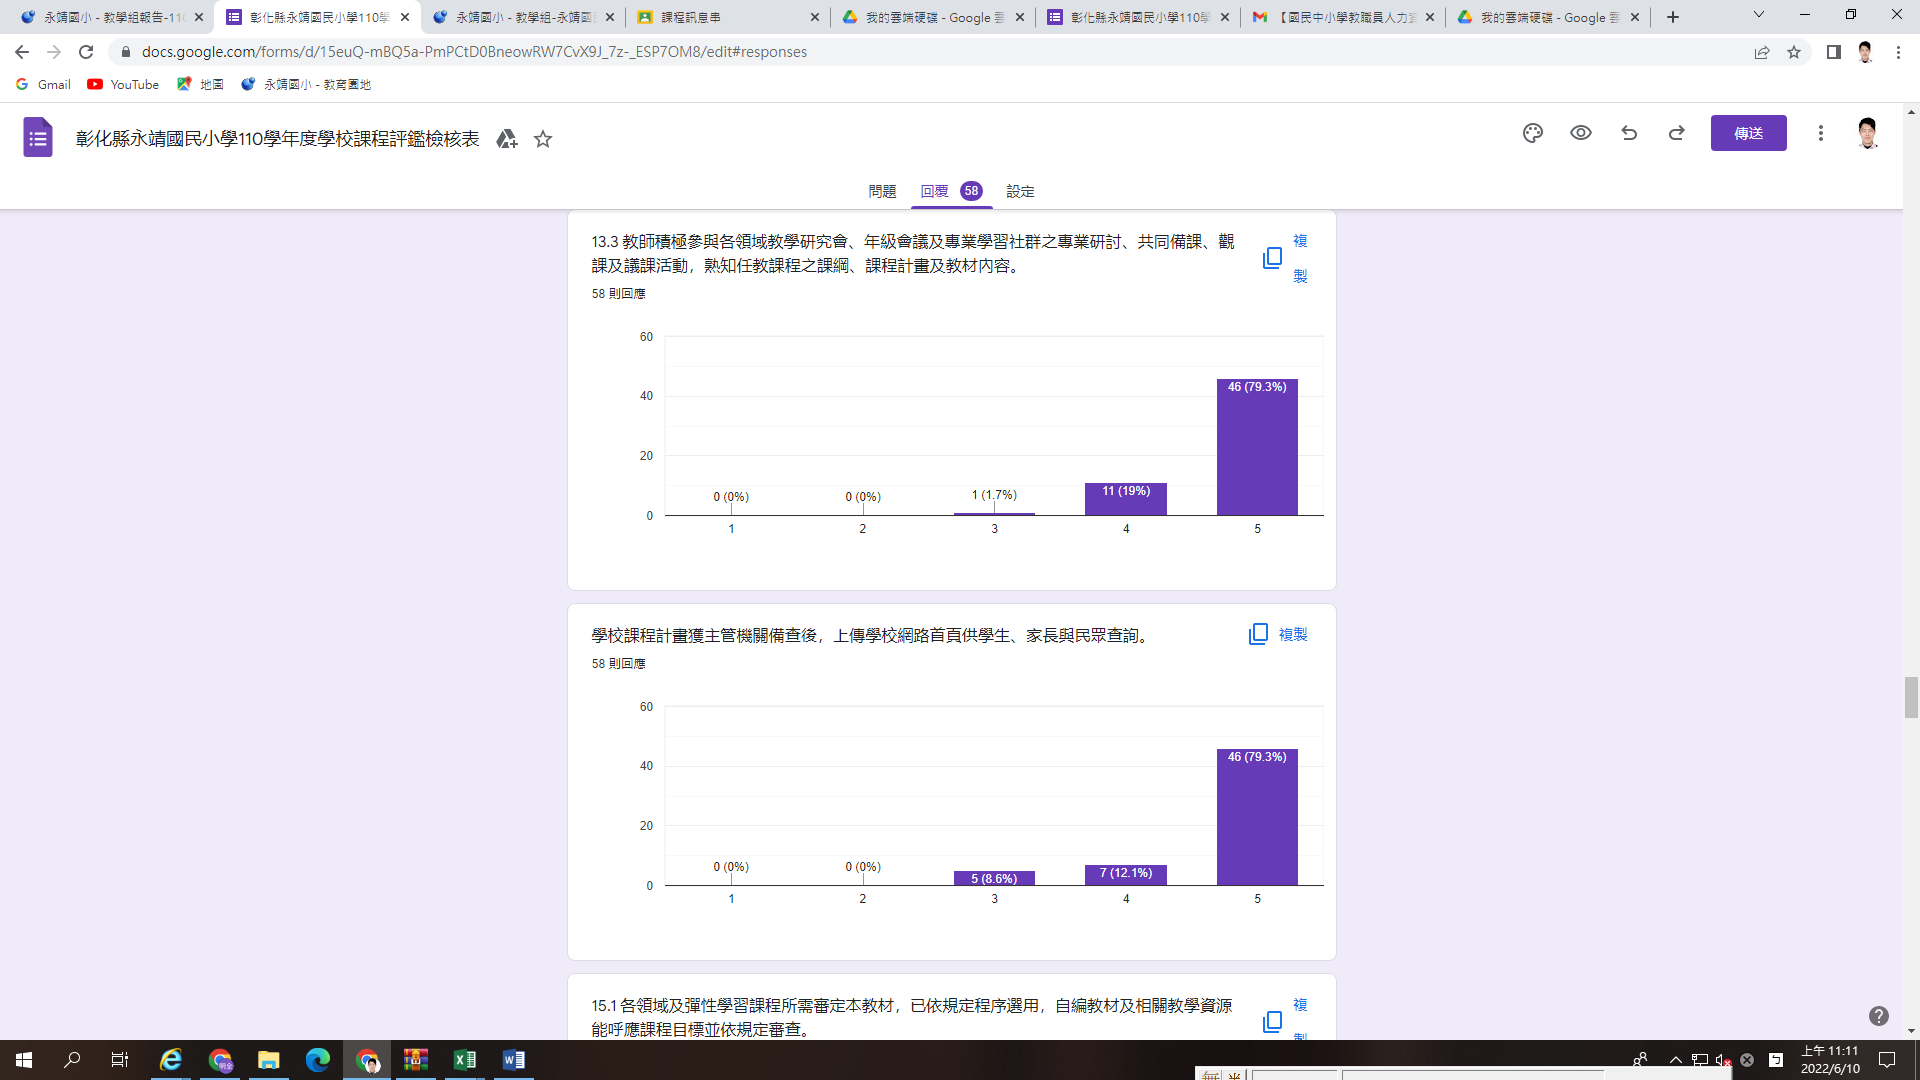 永靖國小 - 教學組報告-110
彰化縣永靖國民小學110學
永靖國小 - 教學組-永靖國
課程訊息串
我的雲端硬碟 - Google 雲
彰化縣永靖國民小學110學
【國民中小學教職員人力資
我的雲端硬碟 - Google 雲
docs.google.com/forms/d/15euQ-mBQ5a-PmPCtD0BneowRW7CvX9J_7z-_ESP7OM8/edit#responses
Gmail YouTube 地圖 永靖國小 - 教育園地
彰化縣永靖國民小學110學年度學校課程評鑑檢核表
傳送
問題 回覆 58 設定
13.3 教師積極參與各領域教學研究會、年級會議及專業學習社群之專業研討、共同備課、觀
課及議課活動，熟知任教課程之課綱、課程計畫及教材內容。
複
製
58 則回應
60
40
20
0
0 (0%) 0 (0%) 1 (1.7%) 11 (19%) 46 (79.3%)
1 2 3 4 5
學校課程計畫獲主管機關備查後，上傳學校網路首頁供學生、家長與民眾查詢。
複製
58 則回應
60
40
20
0
0 (0%) 0 (0%) 5 (8.6%) 7 (12.1%) 46 (79.3%)
1 2 3 4 5
15.1 各領域及彈性學習課程所需審定本教材，已依規定程序選用，自編教材及相關教學資源
能呼應課程目標並依規定審查。
複
上午 11:11
2022/6/10